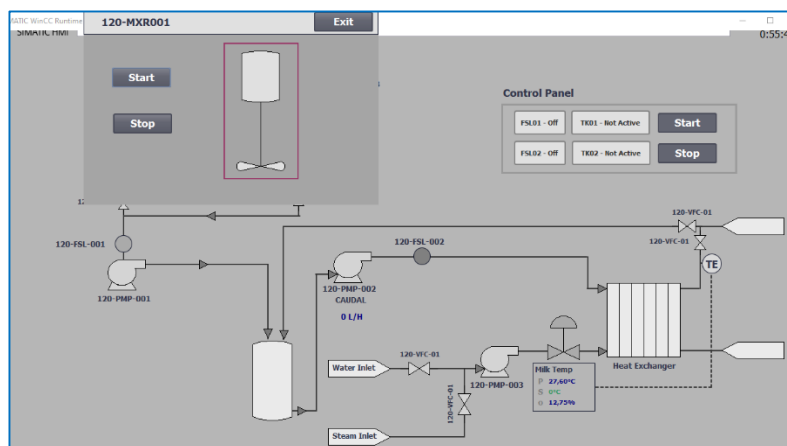 MATIC WinCC Runtime
SIMATIC HMI
0:55:4
120-MXR001
Exit
Start
Stop
Control Panel
FSL01 - Off
TK01 - Not Active
Start
FSL02 - Off
TK02 - Not Active
Stop
120-VFC-01
120-VFC-01
120-FSL-001
120-FSL-002
TE
120-PMP-001
120-PMP-002
CAUDAL
0 L/H
Water Inlet
120-VFC-01
120-PMP-003
Milk Temp
P 27,60ºC
S 0ºC
o 12,75%
Heat Exchanger
120-VFC-01
Steam Inlet